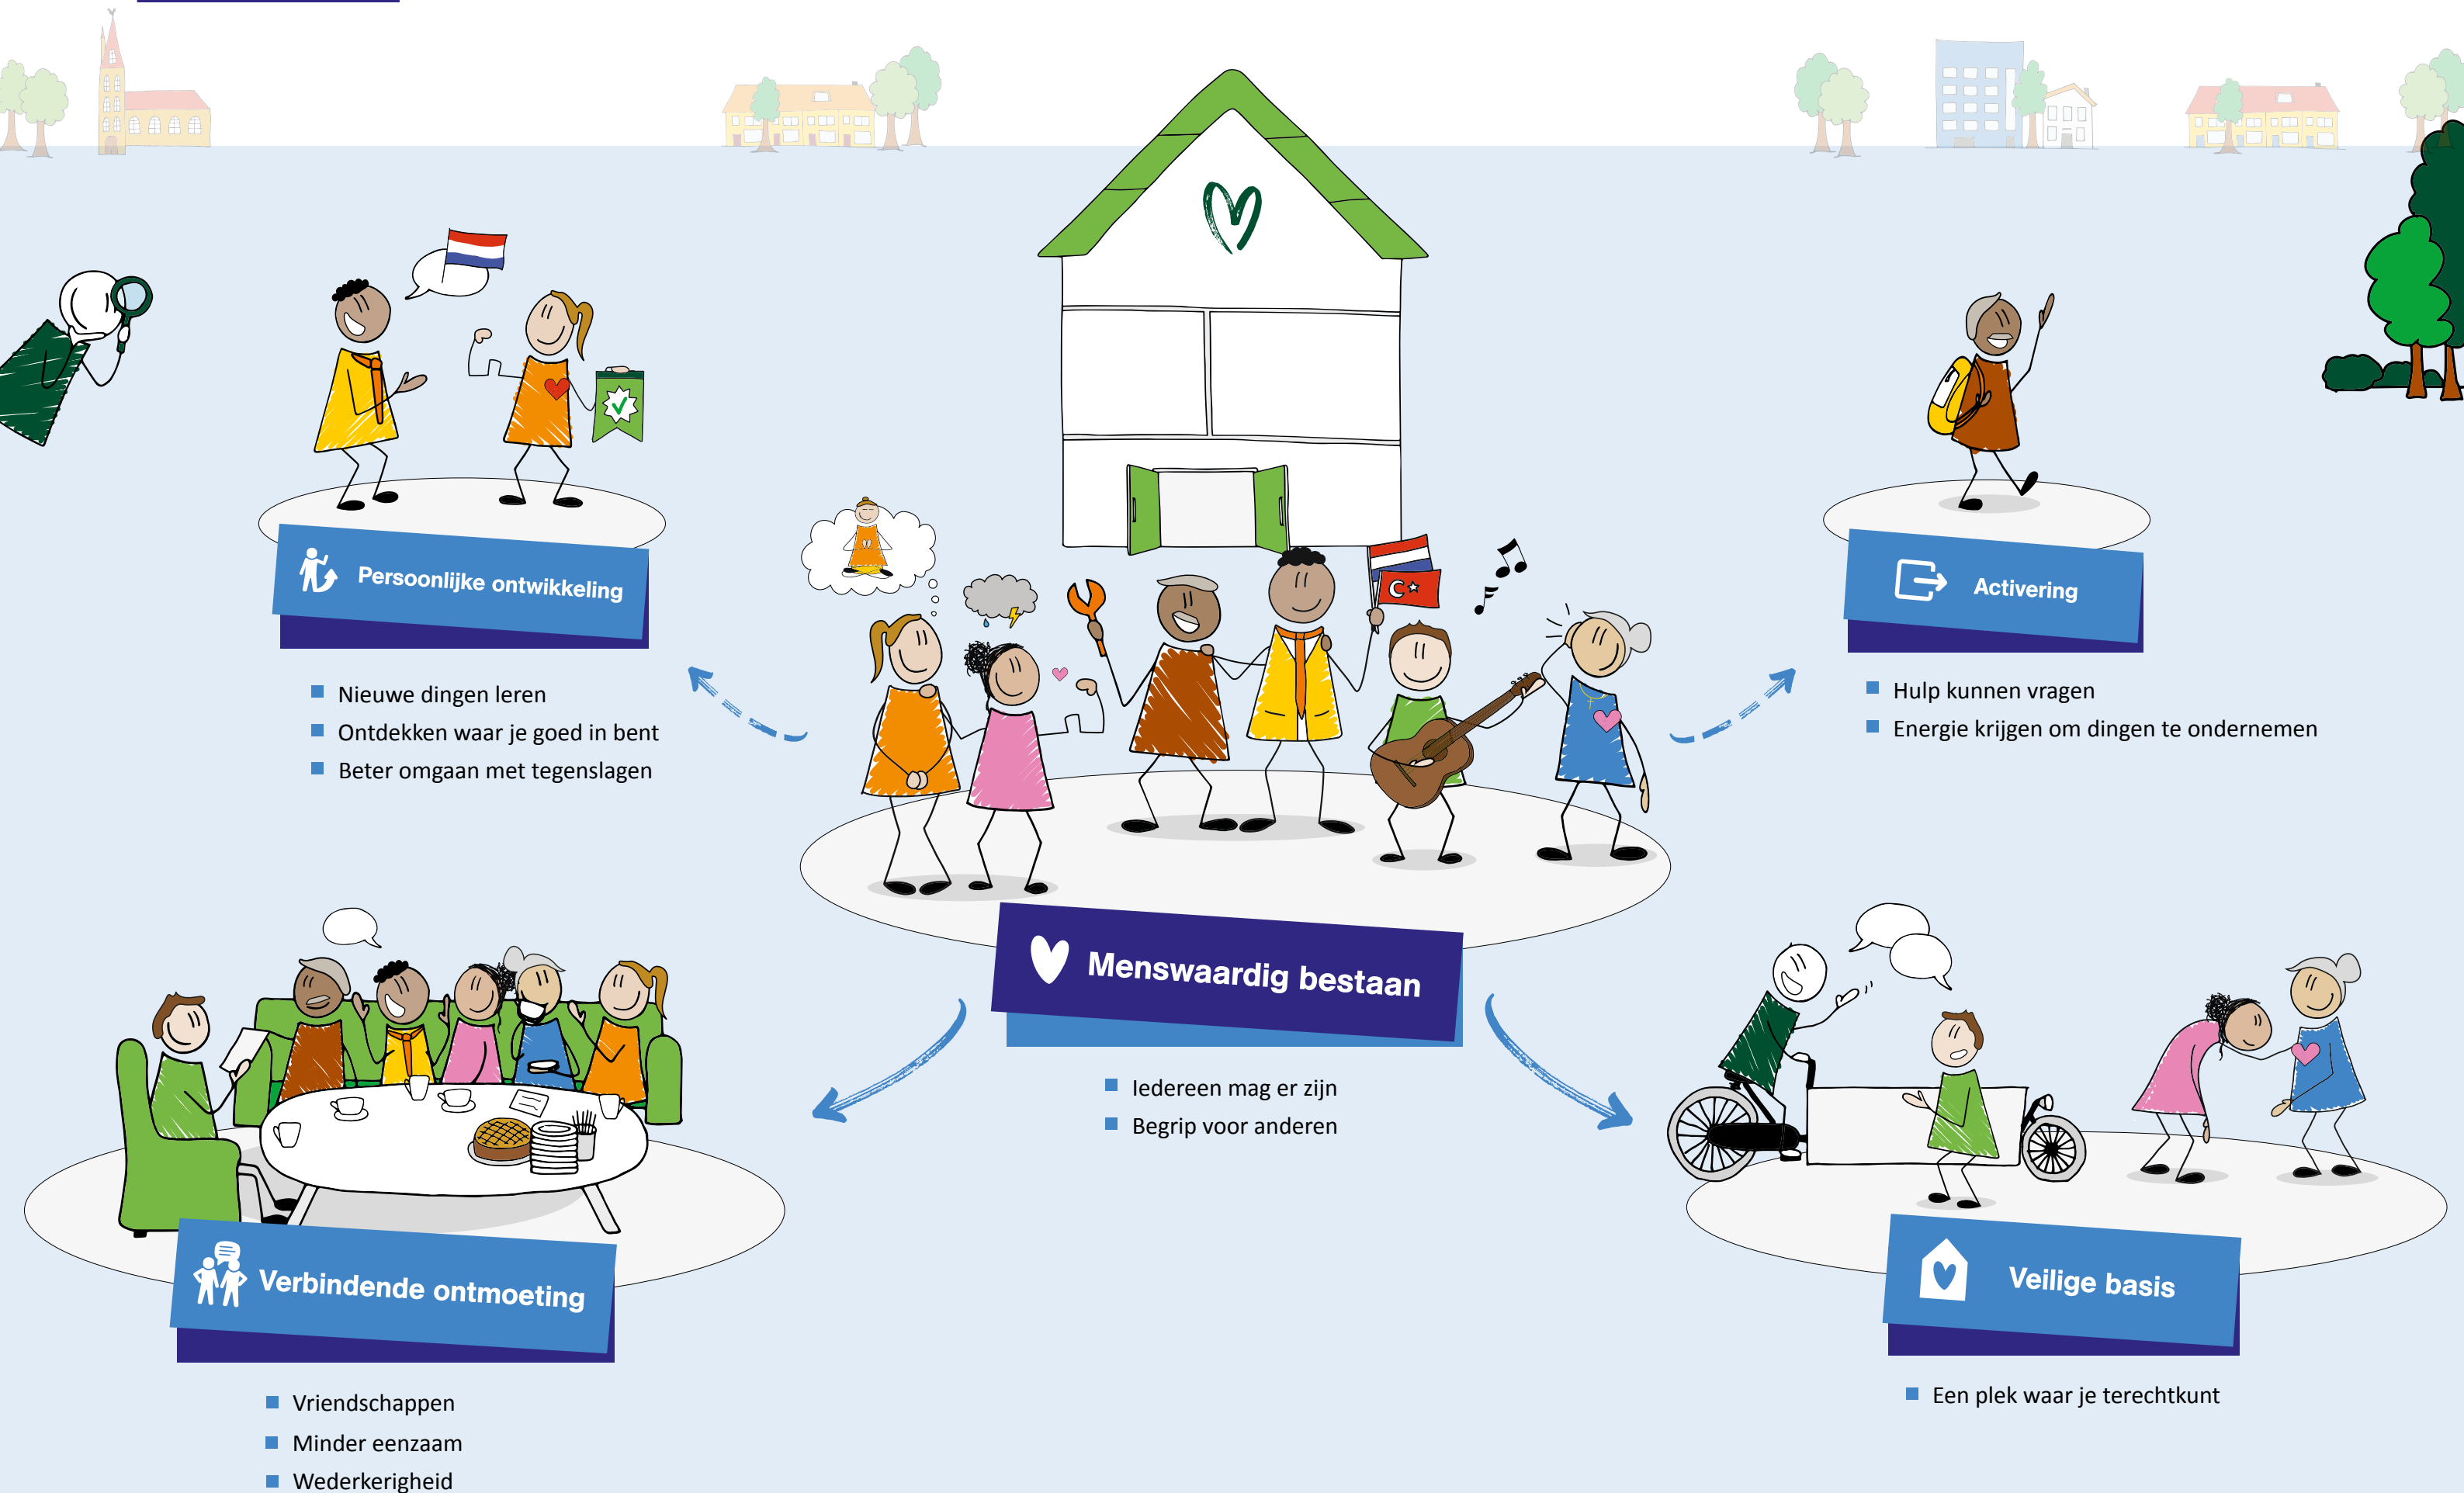 Persoonlijke ontwikkeling
Nieuwe dingen leren
Ontdekken waar je goed in bent
Beter omgaan met tegenslagen
Activering
Hulp kunnen vragen
Energie krijgen om dingen te ondernemen
Menswaardig bestaan
Iedereen mag er zijn
Begrip voor anderen
Verbindende ontmoeting
Vriendschappen
Minder eenzaam
Wederkerigheid
Veilige basis
Een plek waar je terechtkunt